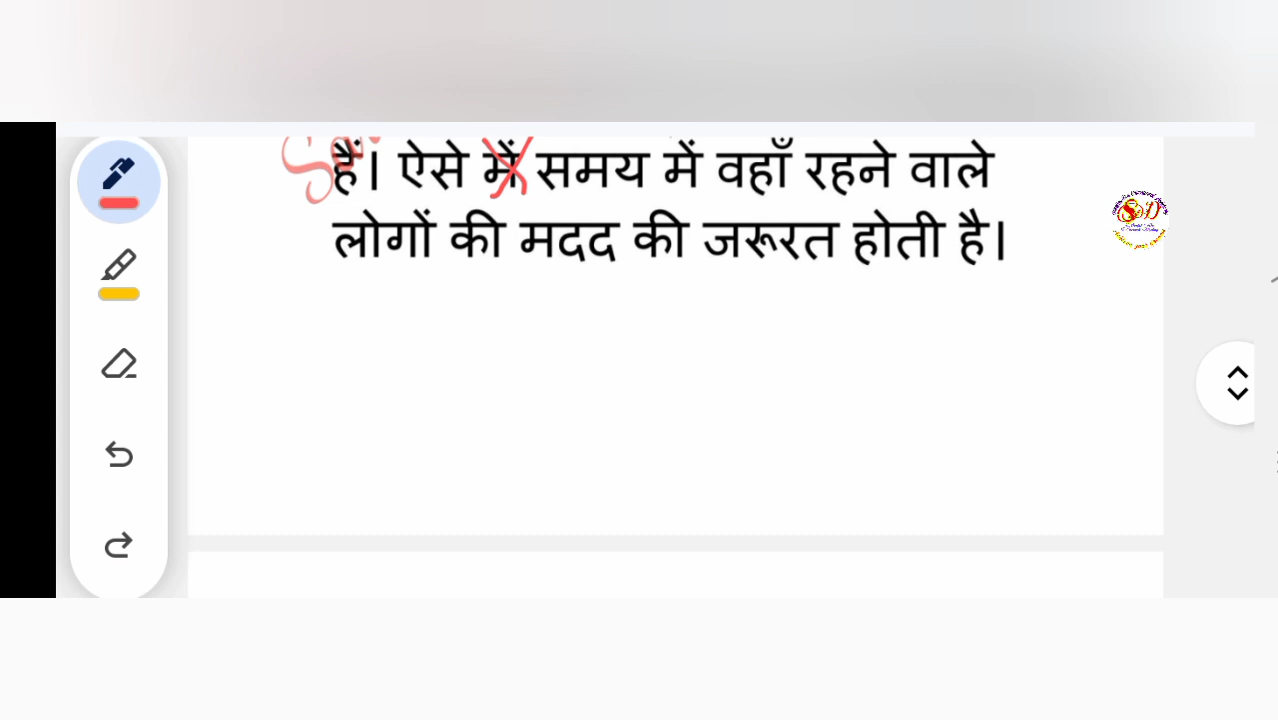 हैं। ऐसे में समय में वहाँ रहने वाले
लोगों की मदद की जरूरत होती है।